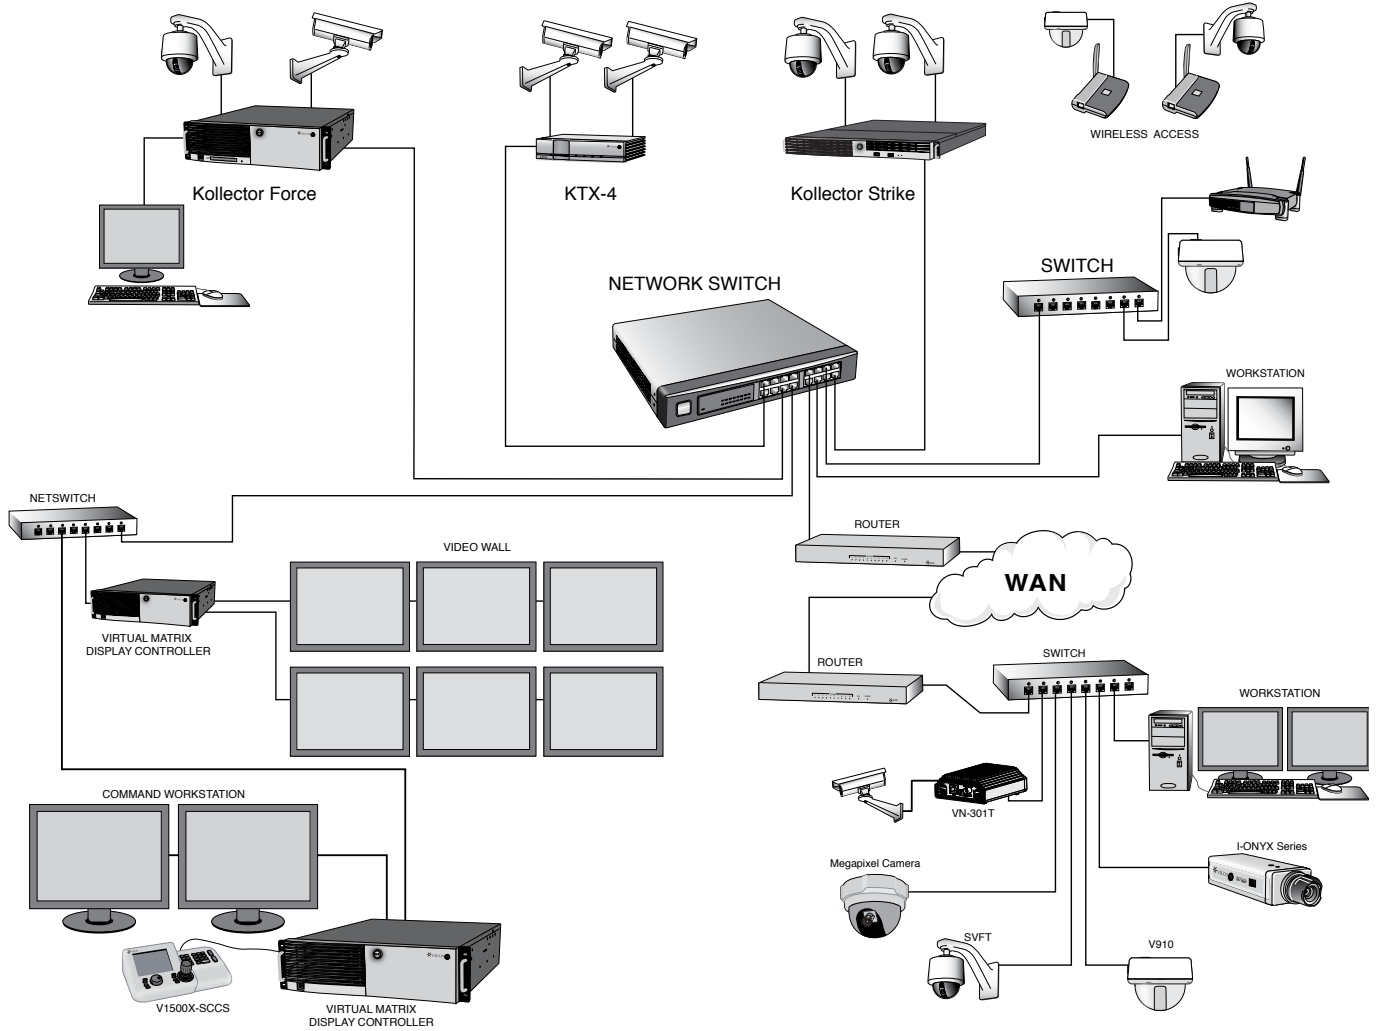 WIRELESS ACCESS
Kollector Force
KTX-4
Kollector Strike
SWITCH
NETWORK SWITCH
WORKSTATION
NETSWITCH
ROUTER
VIDEO WALL
WAN
VIRTUAL MATRIX
DISPLAY CONTROLLER
SWITCH
ROUTER
WORKSTATION
COMMAND WORKSTATION
VN-301T
I-ONYX Series
Megapixel Camera
SVFT
V910
V1500X-SCCS
VIRTUAL MATRIX
DISPLAY CONTROLLER